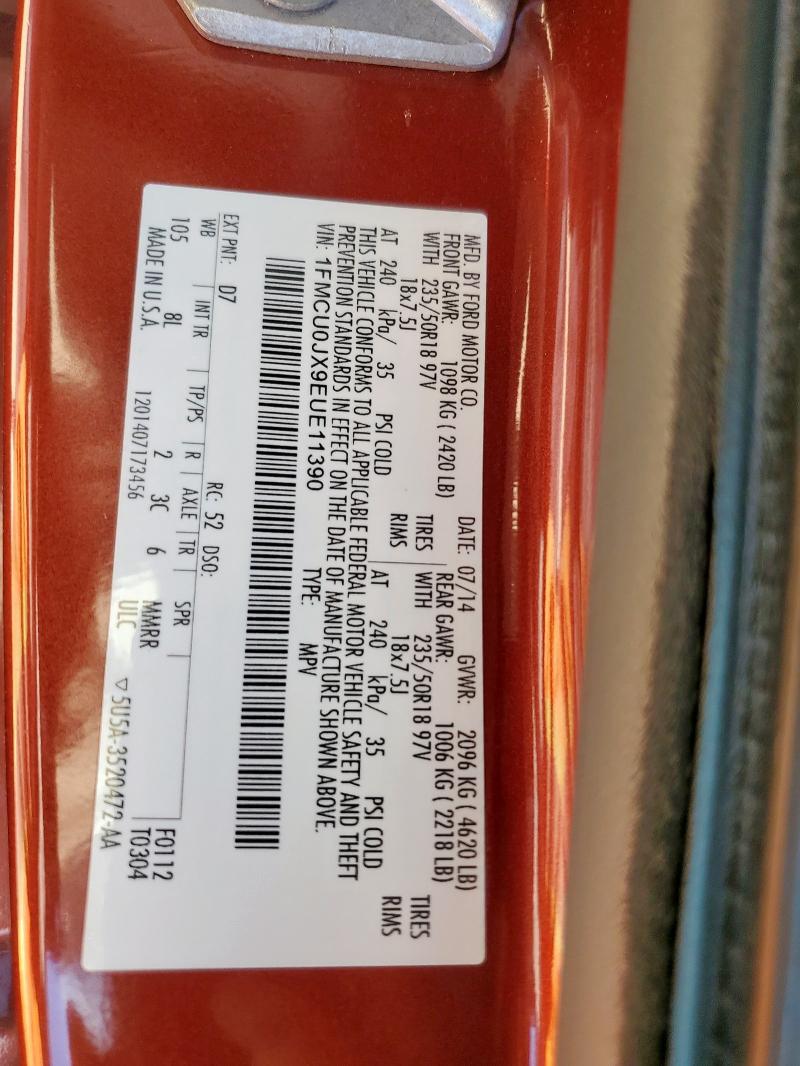 MFD. BY FORD MOTOR CO. DATE: 07/14 GVWR: 2096 KG ( 4620 LB)
FRONT GAWR: 1098 KG ( 2420 LB) REAR GAWR: 1006 KG ( 2218 LB)
WITH 235/50R18 97V TIRES WITH 235/50R18 97V TIRES
18x7.5J RIMS 18x7.5J RIMS
AT 240 kPa/ 35 PSI COLD AT 240 kPa/ 35 PSI COLD
THIS VEHICLE CONFORMS TO ALL APPLICABLE FEDERAL MOTOR VEHICLE SAFETY AND THEFT
PREVENTION STANDARDS IN EFFECT ON THE DATE OF MANUFACTURE SHOWN ABOVE.
VIN: 1FMCU0JX9EUE11390 TYPE: MPV
EXT PNT: D7 RC: 52 DSO:
WB INT TR TP/PS R AXLE TR SPR
105 8L 2 3C 6 MMRR F0112
MADE IN U.S.A. 1201407173456 ULC T0304
▽ 5U5A-3520472-AA